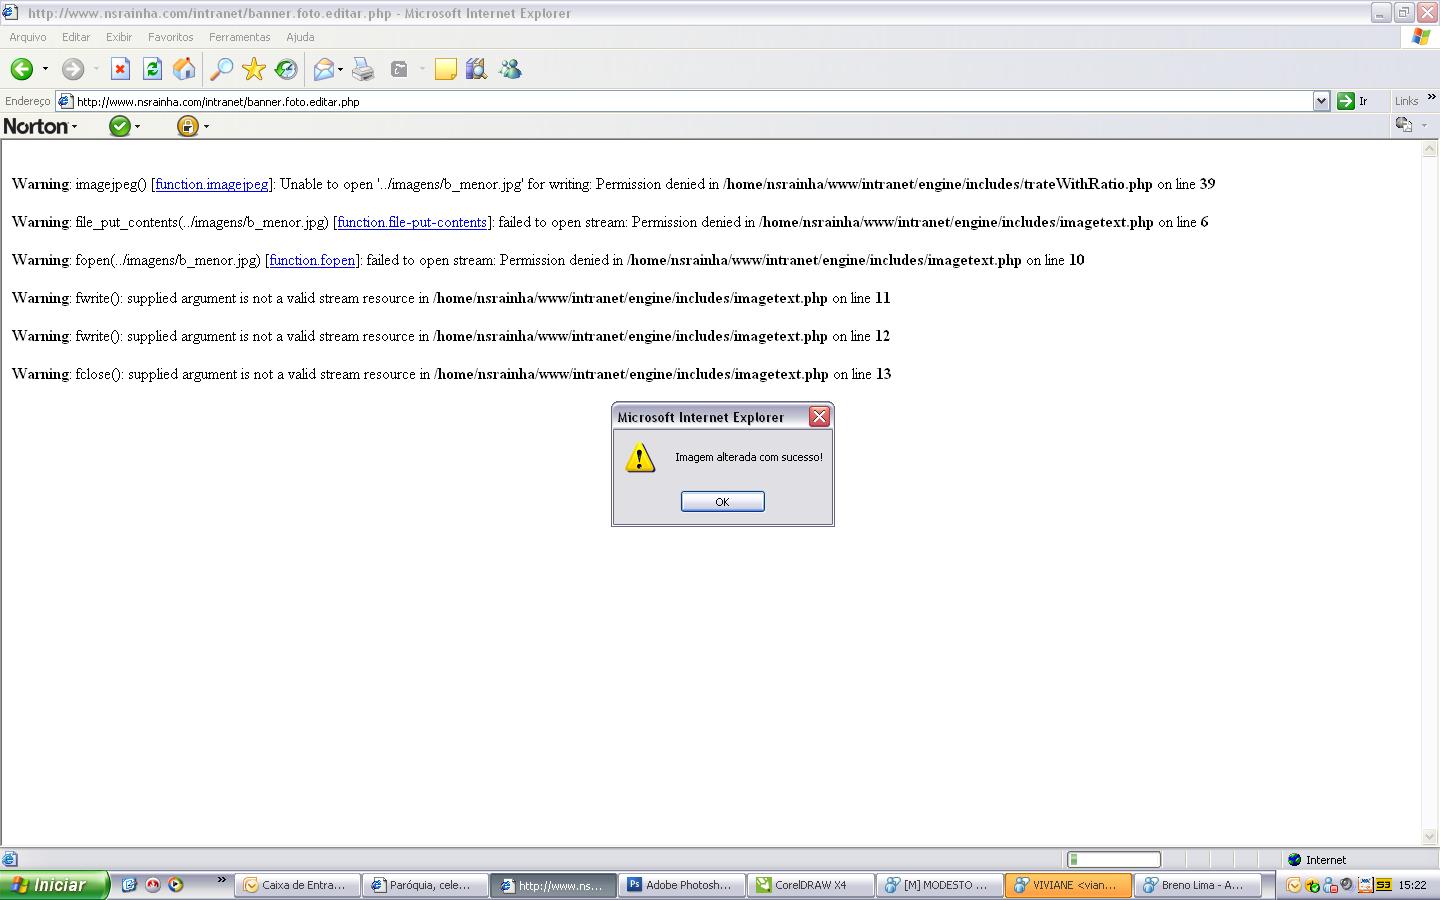 http://www.nsrainha.com/intranet/banner.foto.editar.php - Microsoft Internet Explorer
Arquivo Editar Exibir Favoritos Ferramentas Ajuda
Endereço http://www.nsrainha.com/intranet/banner.foto.editar.php Ir Links »
Norton
Warning: imagejpeg() [function.imagejpeg]: Unable to open '../imagens/b_menor.jpg' for writing: Permission denied in /home/nsrainha/www/intranet/engine/includes/trateWithRatio.php on line 39
Warning: file_put_contents(../imagens/b_menor.jpg) [function.file-put-contents]: failed to open stream: Permission denied in /home/nsrainha/www/intranet/engine/includes/imagetext.php on line 6
Warning: fopen(../imagens/b_menor.jpg) [function.fopen]: failed to open stream: Permission denied in /home/nsrainha/www/intranet/engine/includes/imagetext.php on line 10
Warning: fwrite(): supplied argument is not a valid stream resource in /home/nsrainha/www/intranet/engine/includes/imagetext.php on line 11
Warning: fwrite(): supplied argument is not a valid stream resource in /home/nsrainha/www/intranet/engine/includes/imagetext.php on line 12
Warning: fclose(): supplied argument is not a valid stream resource in /home/nsrainha/www/intranet/engine/includes/imagetext.php on line 13
Microsoft Internet Explorer
Imagem alterada com sucesso!
OK
Internet
Iniciar » Caixa de Entra... Paróquia, cele... http://www.ns... Adobe Photosh... CorelDRAW X4 [M] MODESTO ... VIVIANE <vian... Breno Lima - A... 15:22